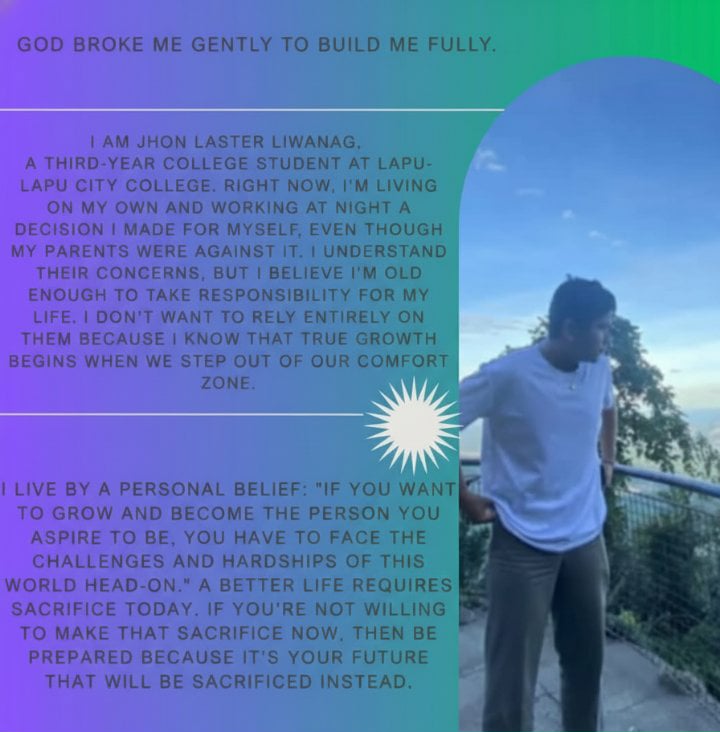 GOD BROKE ME GENTLY TO BUILD ME FULLY.
I AM JHON LASTER LIWANAG,
A THIRD-YEAR COLLEGE STUDENT AT LAPU-
LAPU CITY COLLEGE. RIGHT NOW, I'M LIVING
ON MY OWN AND WORKING AT NIGHT A
DECISION I MADE FOR MYSELF, EVEN THOUGH
MY PARENTS WERE AGAINST IT. I UNDERSTAND
THEIR CONCERNS, BUT I BELIEVE I'M OLD
ENOUGH TO TAKE RESPONSIBILITY FOR MY
LIFE. I DON'T WANT TO RELY ENTIRELY ON
THEM BECAUSE I KNOW THAT TRUE GROWTH
BEGINS WHEN WE STEP OUT OF OUR COMFORT
ZONE.
I LIVE BY A PERSONAL BELIEF: "IF YOU WANT
TO GROW AND BECOME THE PERSON YOU
ASPIRE TO BE, YOU HAVE TO FACE THE
CHALLENGES AND HARDSHIPS OF THIS
WORLD HEAD-ON." A BETTER LIFE REQUIRES
SACRIFICE TODAY. IF YOU'RE NOT WILLING
TO MAKE THAT SACRIFICE NOW, THEN BE
PREPARED BECAUSE IT'S YOUR FUTURE
THAT WILL BE SACRIFICED INSTEAD.